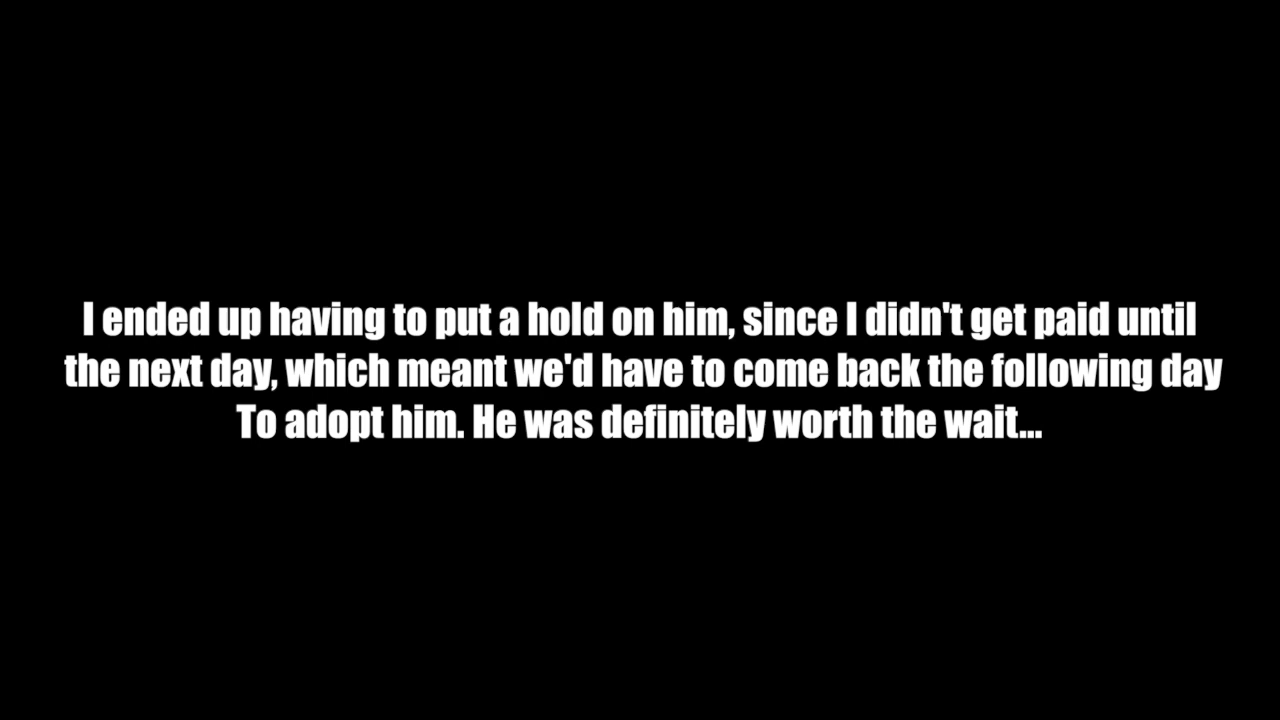 I ended up having to put a hold on him, since I didn't get paid until
the next day, which meant we'd have to come back the following day
To adopt him. He was definitely worth the wait...